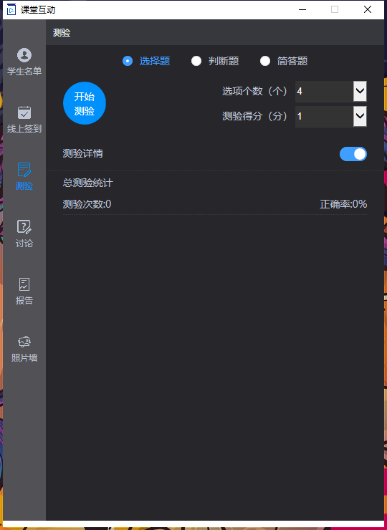 课堂互动
测验
学生名单
线上签到
测验
讨论
报告
照片墙
选择题 判断题 简答题
开始
测验
选项个数（个） 4
测验得分（分） 1
测验详情
总测验统计
测验次数:0 正确率:0%